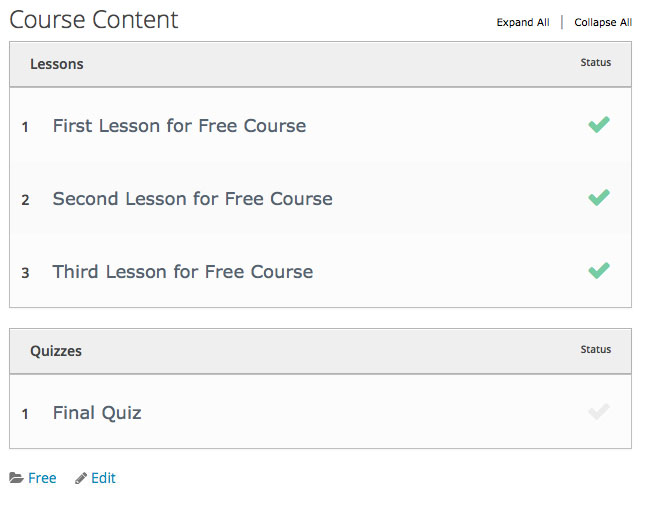 Course Content
Expand All | Collapse All
Lessons Status
1 First Lesson for Free Course
2 Second Lesson for Free Course
3 Third Lesson for Free Course
Quizzes Status
1 Final Quiz
Free Edit